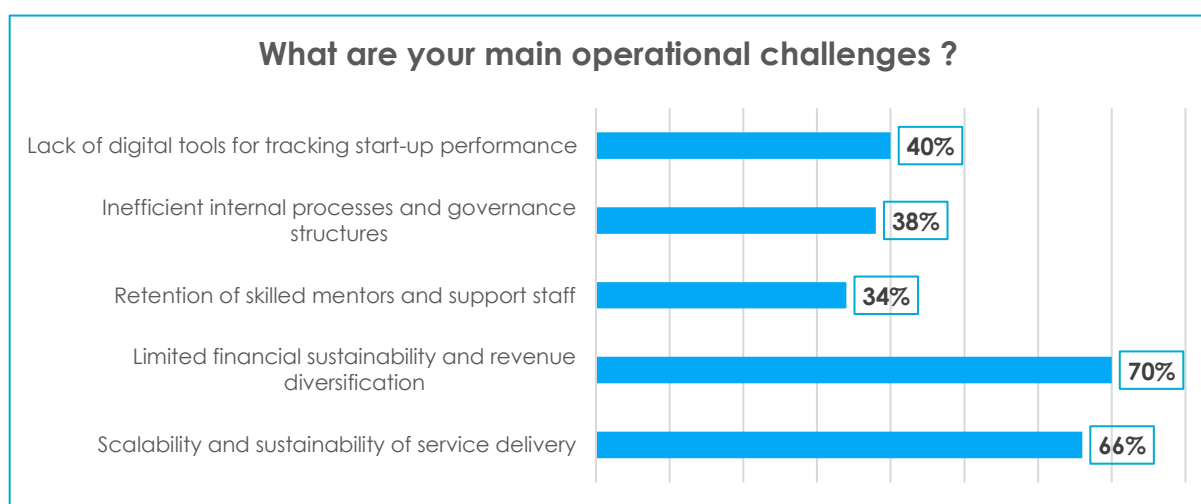 What are your main operational challenges ?
Lack of digital tools for tracking start-up performance
40%
Inefficient internal processes and governance
structures
38%
Retention of skilled mentors and support staff
34%
Limited financial sustainability and revenue
diversification
70%
Scalability and sustainability of service delivery
66%